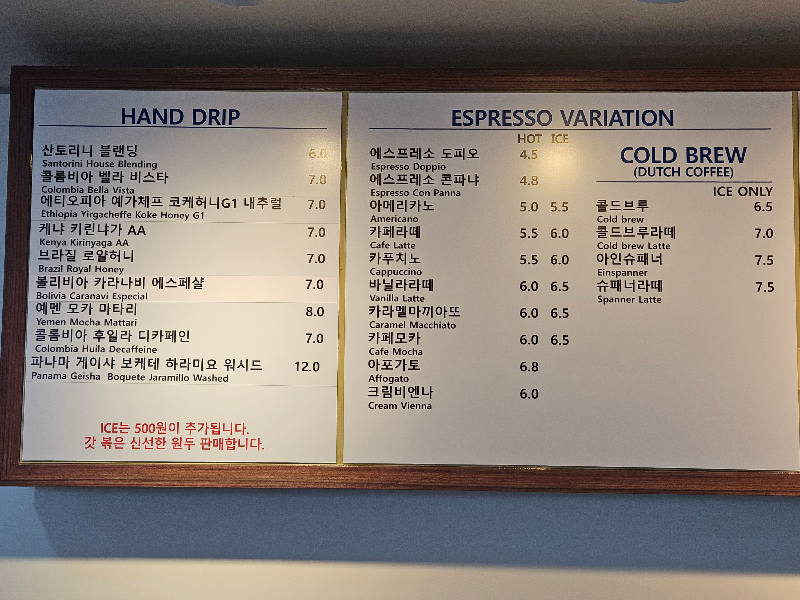 HAND DRIP
산토리니 블랜딩 6.0
Santorini House Blending
콜롬비아 벨라 비스타 7.0
Colombia Bella Vista
에티오피아 예가체프 코케허니G1 내추럴 7.0
Ethiopia Yirgacheffe Koke Honey G1
케냐 키린냐가 AA 7.0
Kenya Kirinyaga AA
브라질 로얄허니 7.0
Brazil Royal Honey
볼리비아 카라나비 에스페샬 7.0
Bolivia Caranavi Especial
예멘 모카 마타리 8.0
Yemen Mocha Mattari
콜롬비아 후일라 디카페인 7.0
Colombia Huila Decaffeine
파나마 게이샤 보케테 하라미요 워시드 12.0
Panama Geisha Boquete Jaramillo Washed
ICE는 500원이 추가됩니다.
갓 볶은 신선한 원두 판매합니다.
ESPRESSO VARIATION
HOT ICE
에스프레소 도피오 4.5
Espresso Doppio
에스프레소 콘파냐 4.8
Espresso Con Panna
아메리카노 5.0 5.5
Americano
카페라떼 5.5 6.0
Cafe Latte
카푸치노 5.5 6.0
Cappuccino
바닐라라떼 6.0 6.5
Vanilla Latte
카라멜마끼아또 6.0 6.5
Caramel Macchiato
카페모카 6.0 6.5
Cafe Mocha
아포가토 6.8
Affogato
크림비엔나 6.0
Cream Vienna
COLD BREW
(DUTCH COFFEE)
ICE ONLY
콜드브루 6.5
Cold brew
콜드브루라떼 7.0
Cold brew Latte
아인슈패너 7.5
Einspanner
슈패너라떼 7.5
Spanner Latte